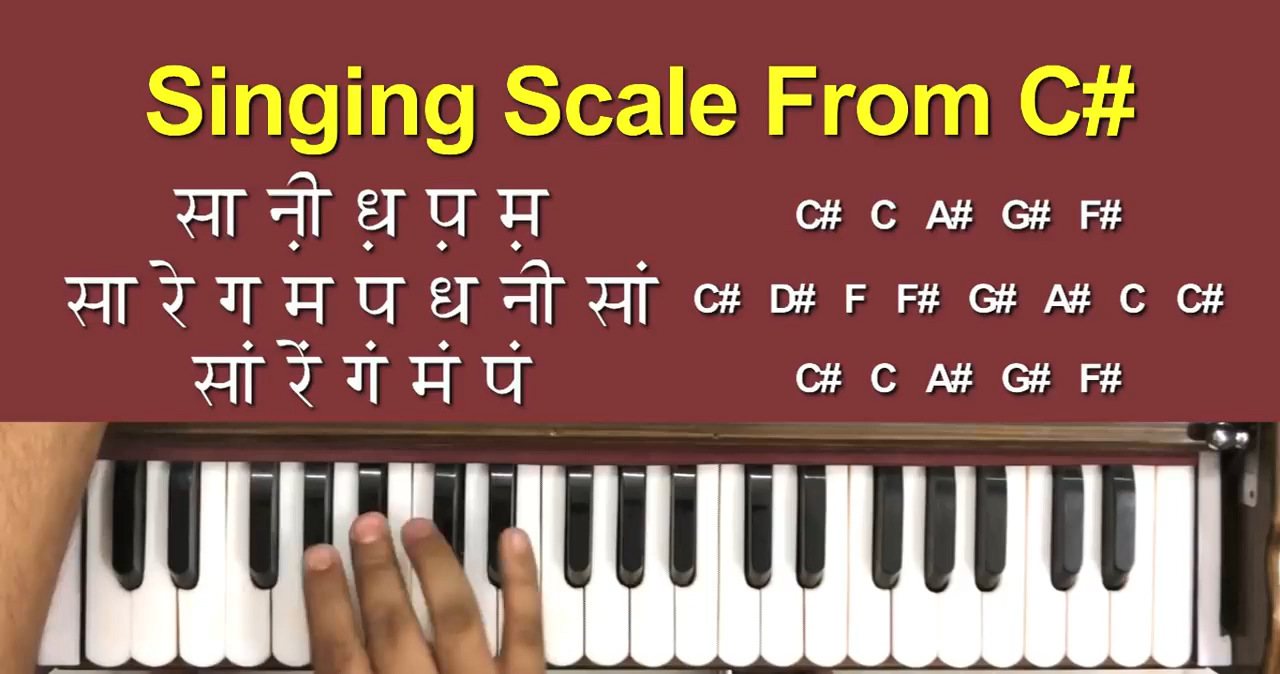 Singing Scale From C#
सा ऩी ध़ प़ म़ C# C A# G# F#
सा रे ग म प ध नी सां C# D# F F# G# A# C C#
सां रें गं मं पं C# C A# G# F#